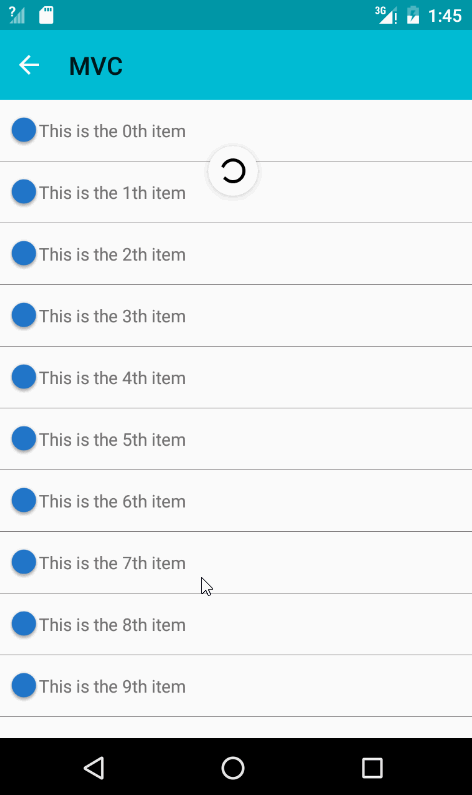 ? 3G 1:45
MVC
This is the 0th item
This is the 1th item
This is the 2th item
This is the 3th item
This is the 4th item
This is the 5th item
This is the 6th item
This is the 7th item
This is the 8th item
This is the 9th item